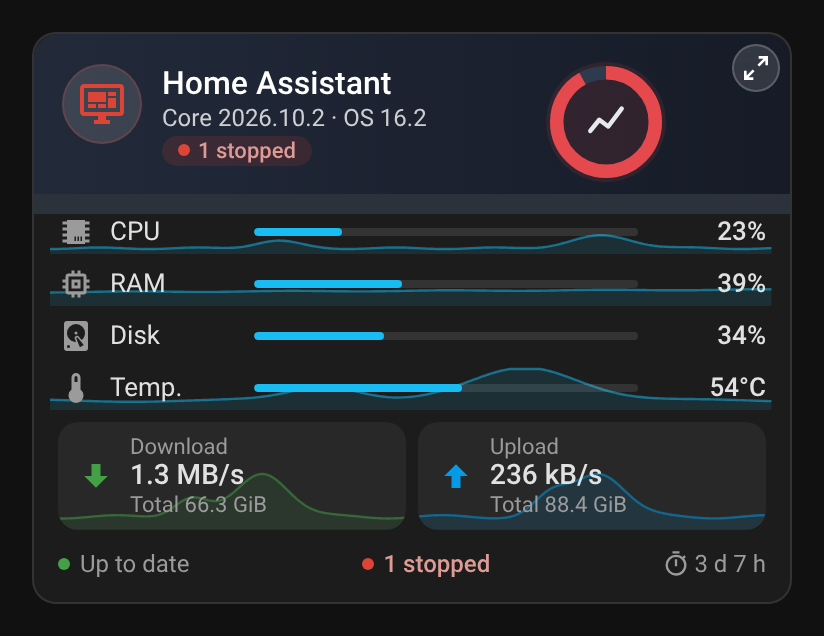 Home Assistant
Core 2026.10.2 · OS 16.2
1 stopped
CPU 23%
RAM 39%
Disk 34%
Temp. 54°C
Download
1.3 MB/s
Total 66.3 GiB
Upload
236 kB/s
Total 88.4 GiB
Up to date 1 stopped 3 d 7 h